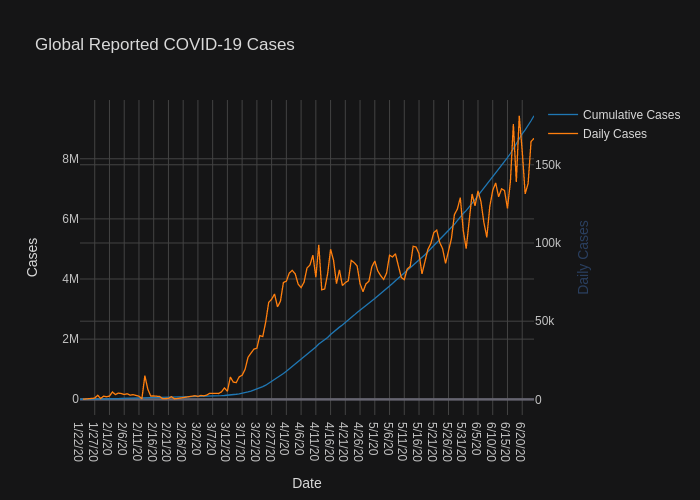 Global Reported COVID-19 Cases
Cumulative Cases
Daily Cases
8M
6M
4M
2M
0
Cases
150k
100k
50k
0
Daily Cases
1/22/20
1/27/20
2/1/20
2/6/20
2/11/20
2/16/20
2/21/20
2/26/20
3/2/20
3/7/20
3/12/20
3/17/20
3/22/20
3/27/20
4/1/20
4/6/20
4/11/20
4/16/20
4/21/20
4/26/20
5/1/20
5/6/20
5/11/20
5/16/20
5/21/20
5/26/20
5/31/20
6/5/20
6/10/20
6/15/20
6/20/20
Date